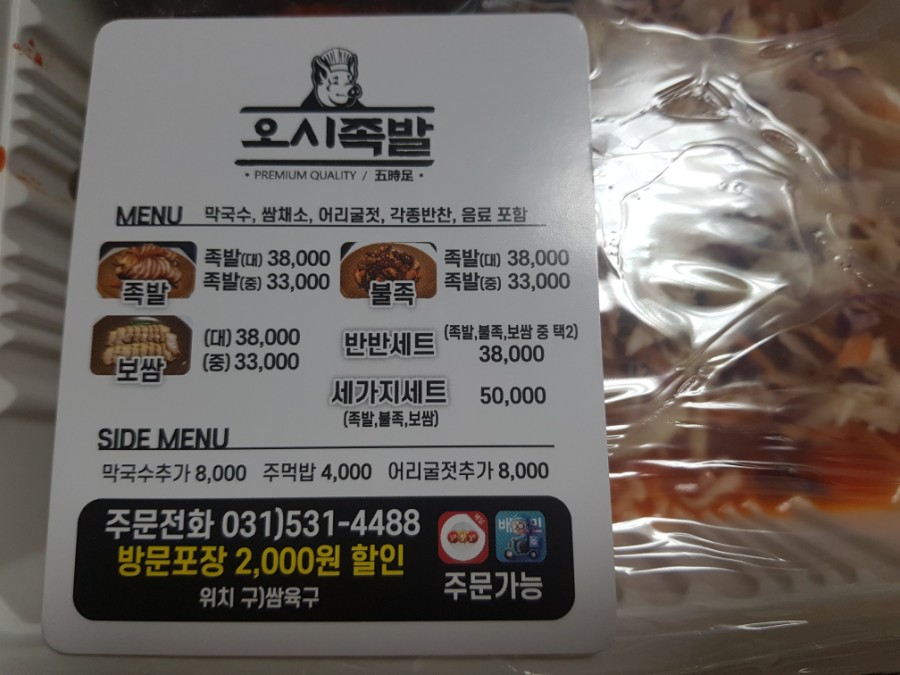 오시족발
• PREMIUM QUALITY / 五時足 •
MENU 막국수, 쌈채소, 어리굴젓, 각종반찬, 음료 포함
족발 족발(대) 38,000
족발(중) 33,000
불족 족발(대) 38,000
족발(중) 33,000
보쌈 (대) 38,000
(중) 33,000
반반세트 (족발,불족,보쌈 중 택2)
38,000
세가지세트 50,000
(족발,불족,보쌈)
SIDE MENU
막국수추가 8,000 주먹밥 4,000 어리굴젓추가 8,000
주문전화 031)531-4488
방문포장 2,000원 할인
위치 구)쌈육구
주문가능